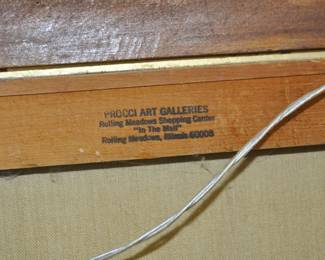 PROCCI ART GALLERIES
Rolling Meadows Shopping Center
"In The Mall"
Rolling Meadows, Illinois 60008